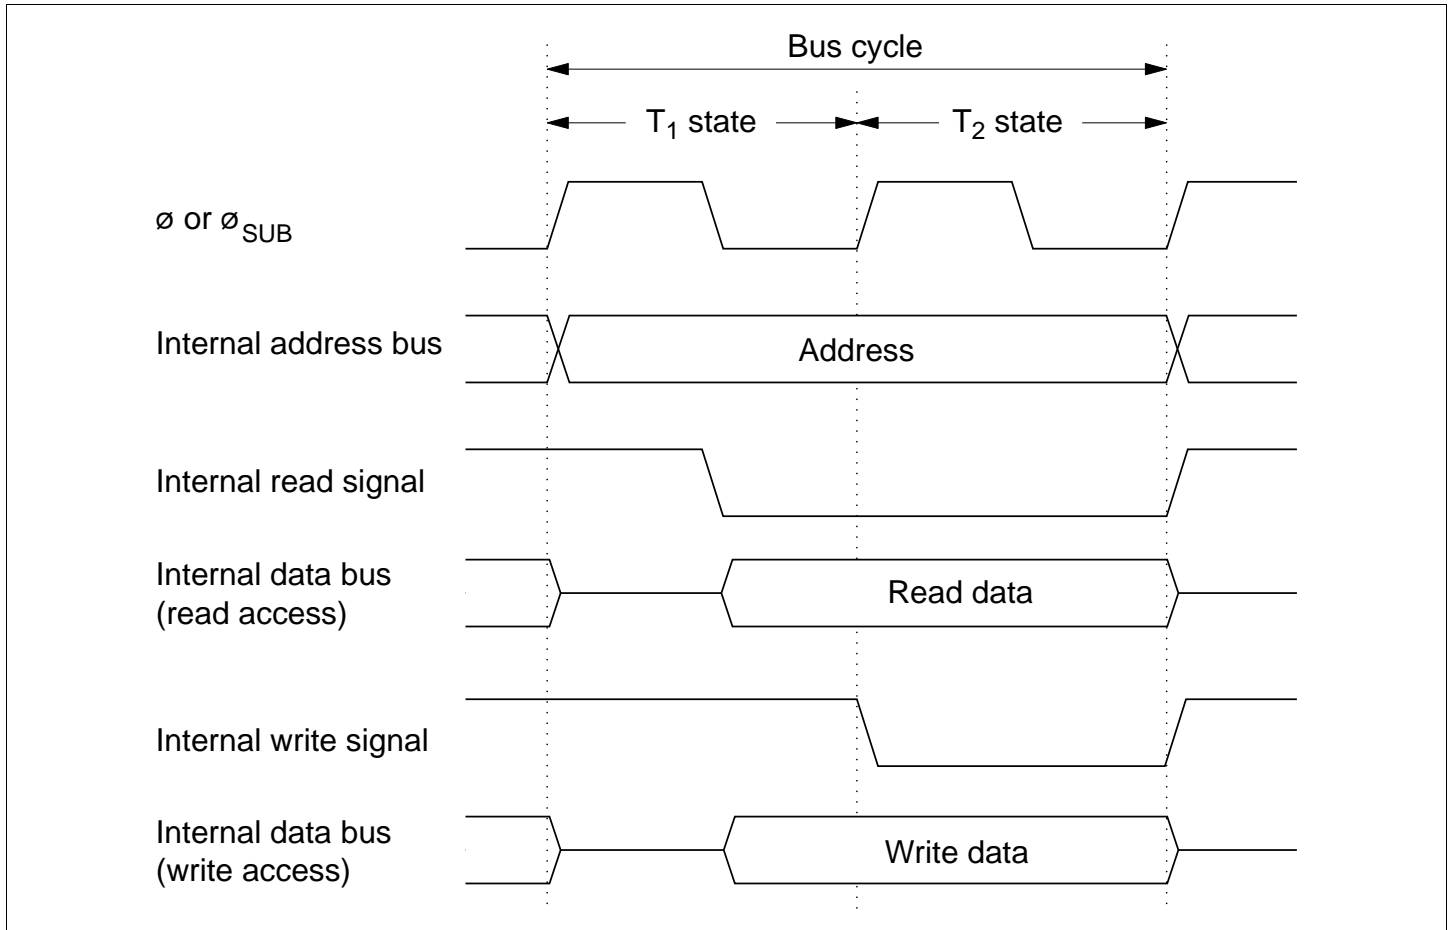 Bus cycle
T1 state
T2 state
ø or øSUB
Internal address bus
Address
Internal read signal
Internal data bus
(read access)
Read data
Internal write signal
Internal data bus
(write access)
Write data